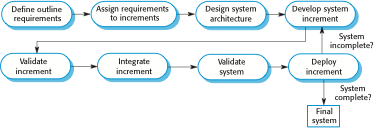 Define outline
requirements
Assign requirements
to increments
Design system
architecture
Develop system
increment
System
incomplete?
Validate
increment
Integrate
increment
Validate
system
Deploy
increment
System
complete?
Final
system